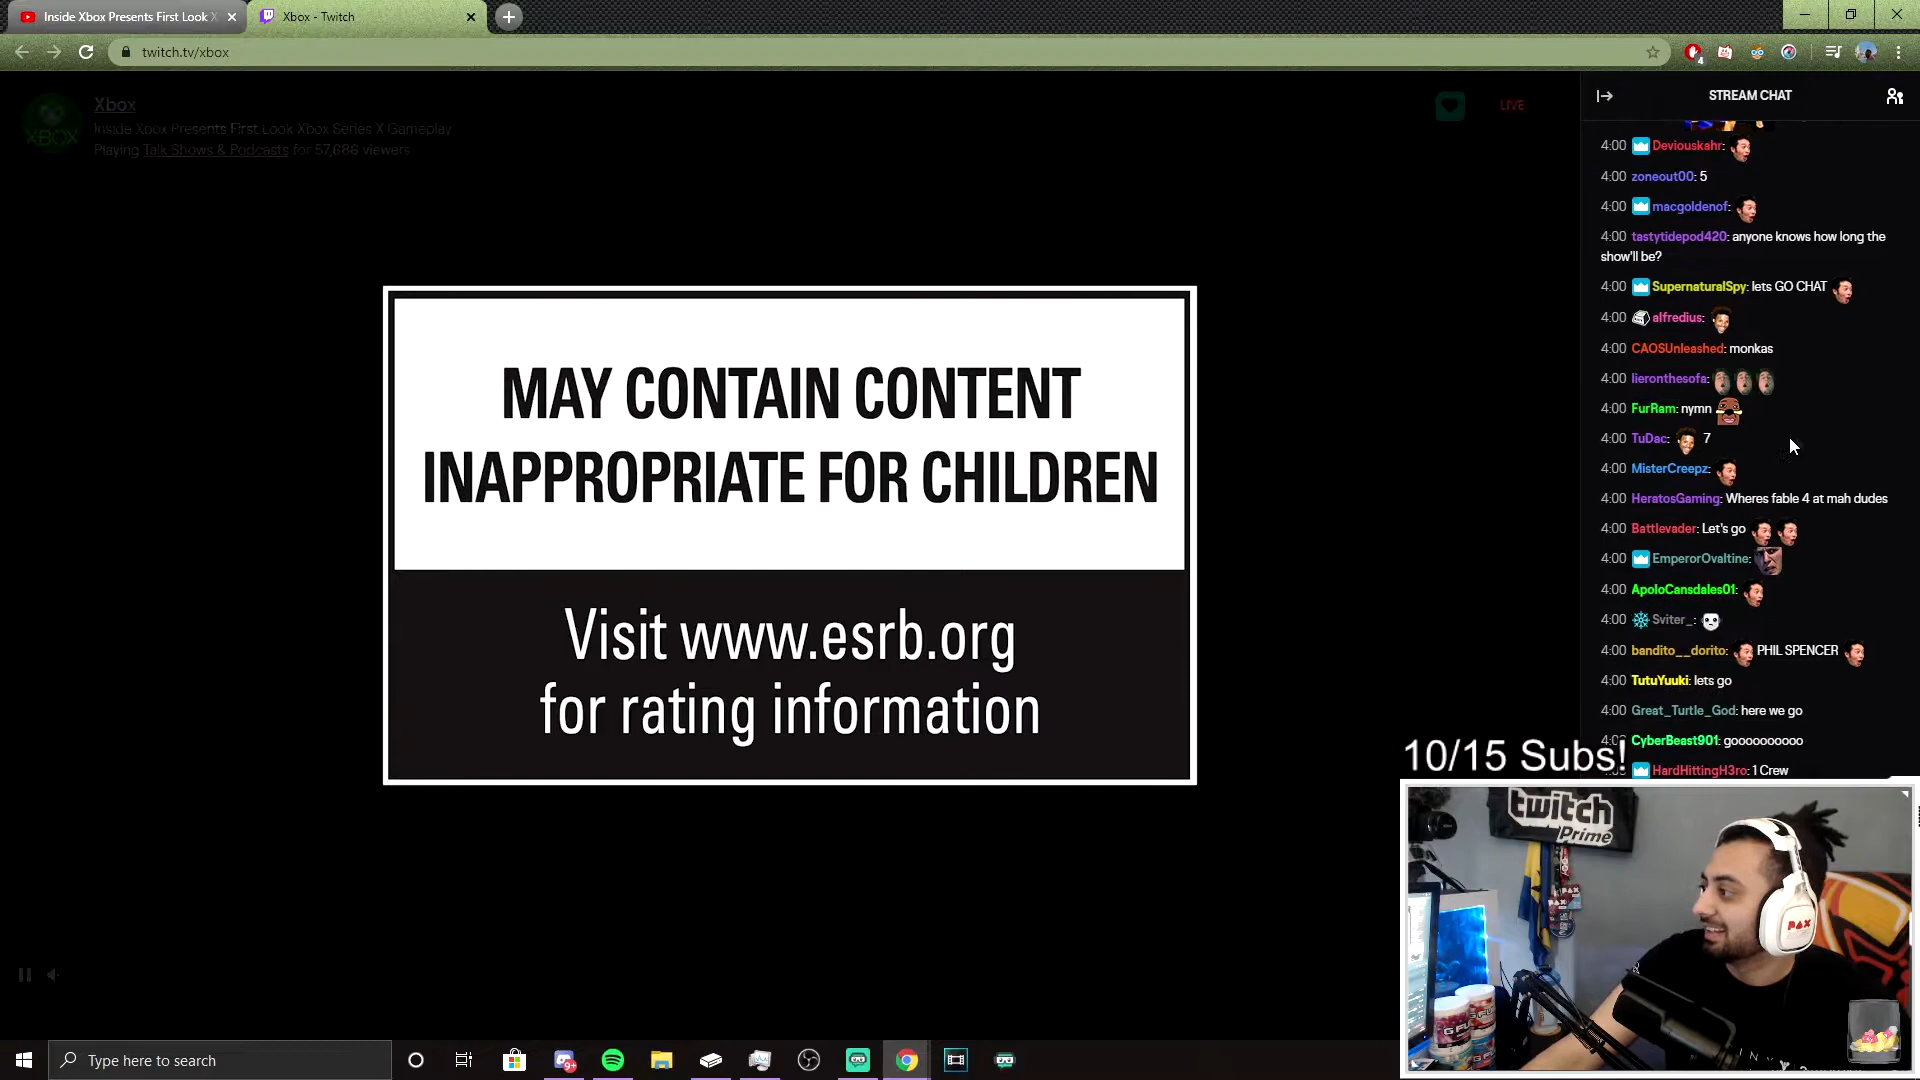 Inside Xbox Presents First Look X
Xbox - Twitch
twitch.tv/xbox
4
Xbox
XBOX
Inside Xbox Presents First Look Xbox Series X Gameplay
Playing Talk Shows & Podcasts for 57,686 viewers
LIVE
MAY CONTAIN CONTENT
INAPPROPRIATE FOR CHILDREN
Visit www.esrb.org
for rating information
STREAM CHAT
4:00 Deviouskahr:
4:00 zoneout00: 5
4:00 macgoldenof:
4:00 tastytidepod420: anyone knows how long the
show'll be?
4:00 SupernaturalSpy: lets GO CHAT
4:00 alfredius:
4:00 CAOSUnleashed: monkas
4:00 lieronthesofa:
4:00 FurRam: nymn
4:00 TuDac: 7
4:00 MisterCreepz:
4:00 HeratosGaming: Wheres fable 4 at mah dudes
4:00 Battlevader: Let's go
4:00 EmperorOvaltine:
4:00 ApoloCansdales01:
4:00 Sviter_:
4:00 bandito__dorito: PHIL SPENCER
4:00 TutuYuuki: lets go
4:00 Great_Turtle_God: here we go
CyberBeast901: goooooooooo
HardHittingH3ro: 1 Crew
10/15 Subs!
twitch
Prime
PAX
G FUEL
Type here to search
9+